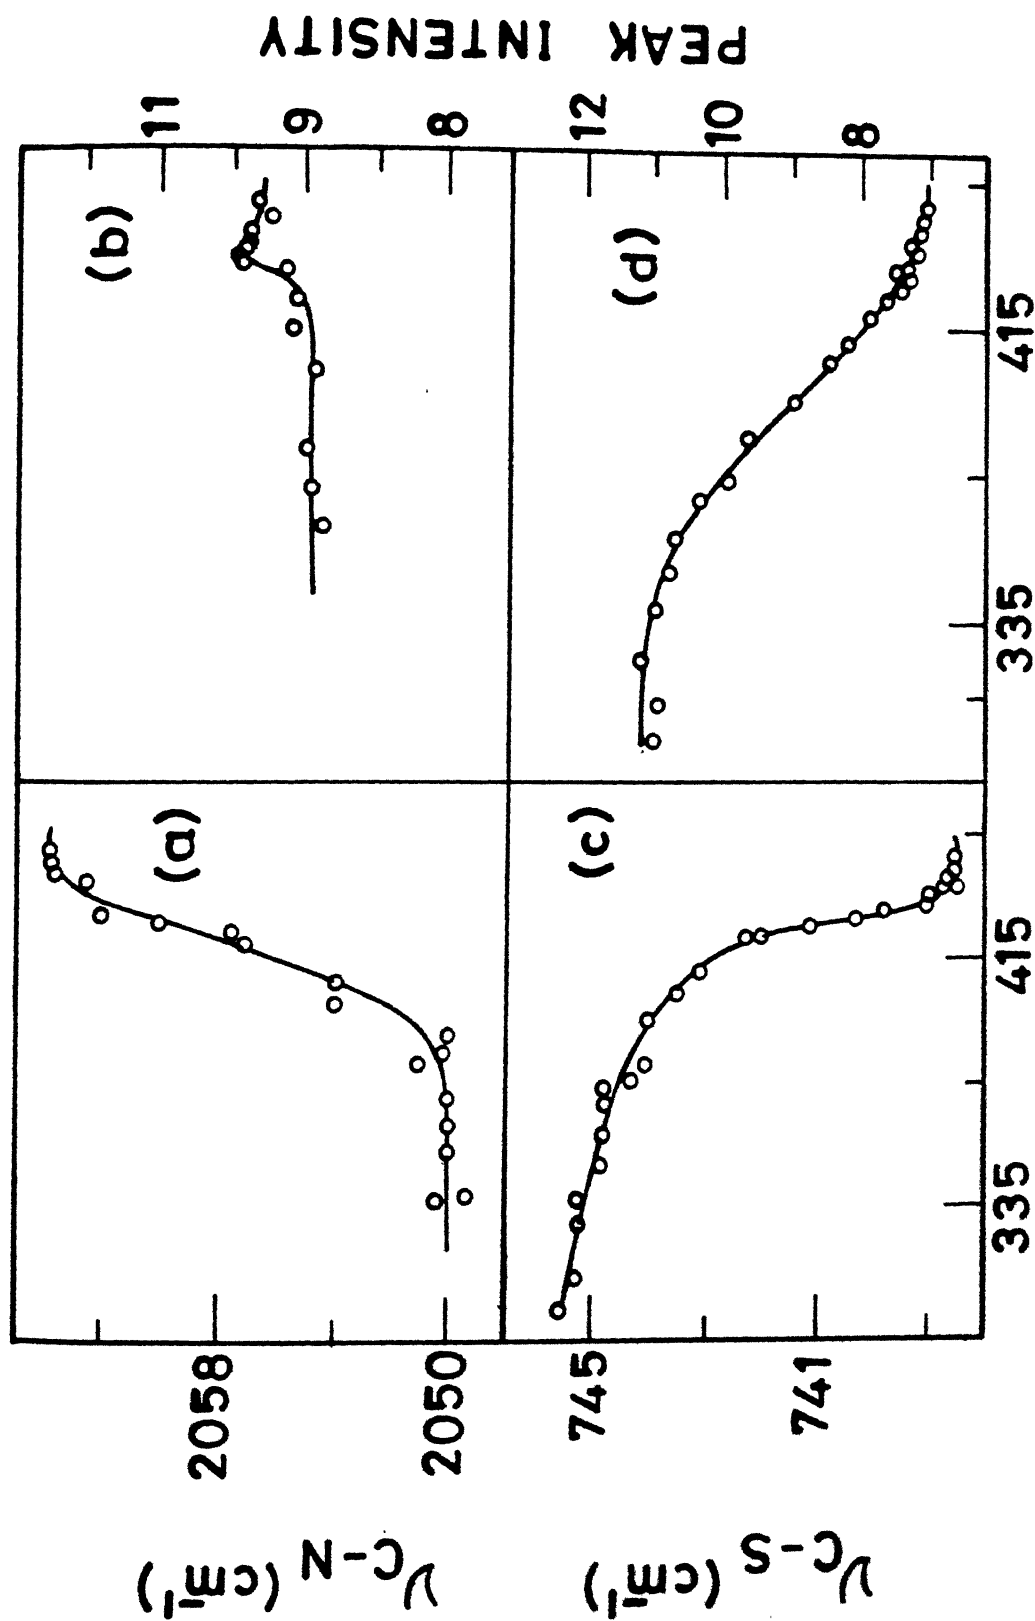 ν C-N (cm⁻¹)
2058
2050
(a)
(b)
11
9
8
PEAK INTENSITY
ν C-S (cm⁻¹)
745
741
(c)
(d)
12
10
8
335
415
335
415